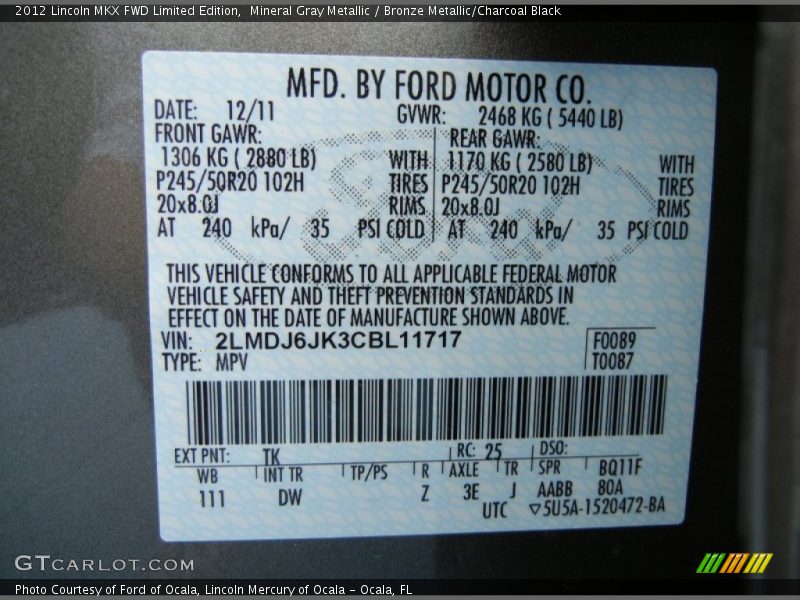 2012 Lincoln MKX FWD Limited Edition,  Mineral Gray Metallic / Bronze Metallic/Charcoal Black
MFD. BY FORD MOTOR CO.
DATE: 12/11 GVWR: 2468 KG ( 5440 LB)
FRONT GAWR: REAR GAWR:
1306 KG ( 2880 LB) WITH 1170 KG ( 2580 LB) WITH
P245/50R20 102H TIRES P245/50R20 102H TIRES
20x8.0J RIMS 20x8.0J RIMS
AT 240 kPa/ 35 PSI COLD AT 240 kPa/ 35 PSI COLD
THIS VEHICLE CONFORMS TO ALL APPLICABLE FEDERAL MOTOR
VEHICLE SAFETY AND THEFT PREVENTION STANDARDS IN
EFFECT ON THE DATE OF MANUFACTURE SHOWN ABOVE.
VIN: 2LMDJ6JK3CBL11717 F0089
TYPE: MPV T0087
EXT PNT: TK RC: 25 DSO:
WB INT TR TP/PS R AXLE TR SPR BQ11F
111 DW Z 3E J AABB 80A
UTC ▽5U5A-1520472-BA
GTCARLOT.COM
Photo Courtesy of Ford of Ocala, Lincoln Mercury of Ocala - Ocala, FL